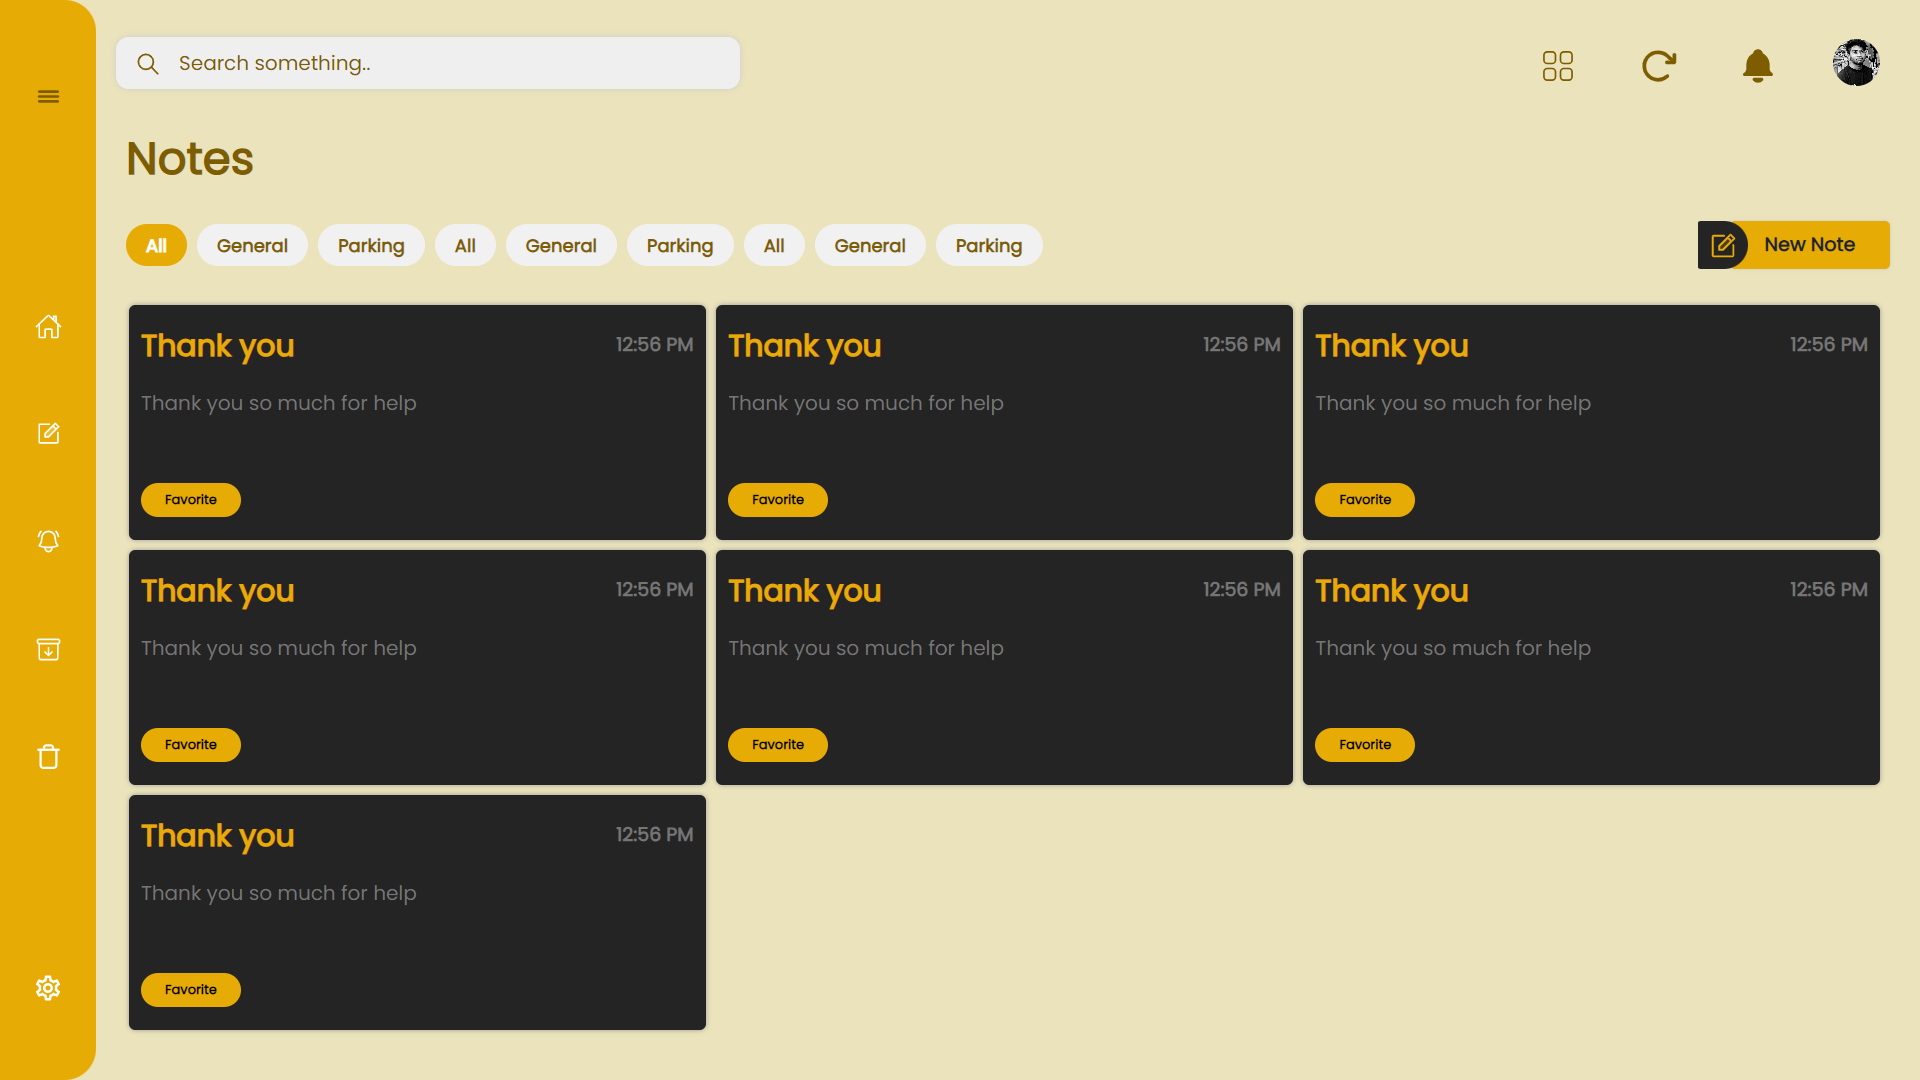 Search something..
Notes
All General Parking All General Parking All General Parking
New Note
Thank you 12:56 PM
Thank you so much for help
Favorite
Thank you 12:56 PM
Thank you so much for help
Favorite
Thank you 12:56 PM
Thank you so much for help
Favorite
Thank you 12:56 PM
Thank you so much for help
Favorite
Thank you 12:56 PM
Thank you so much for help
Favorite
Thank you 12:56 PM
Thank you so much for help
Favorite
Thank you 12:56 PM
Thank you so much for help
Favorite